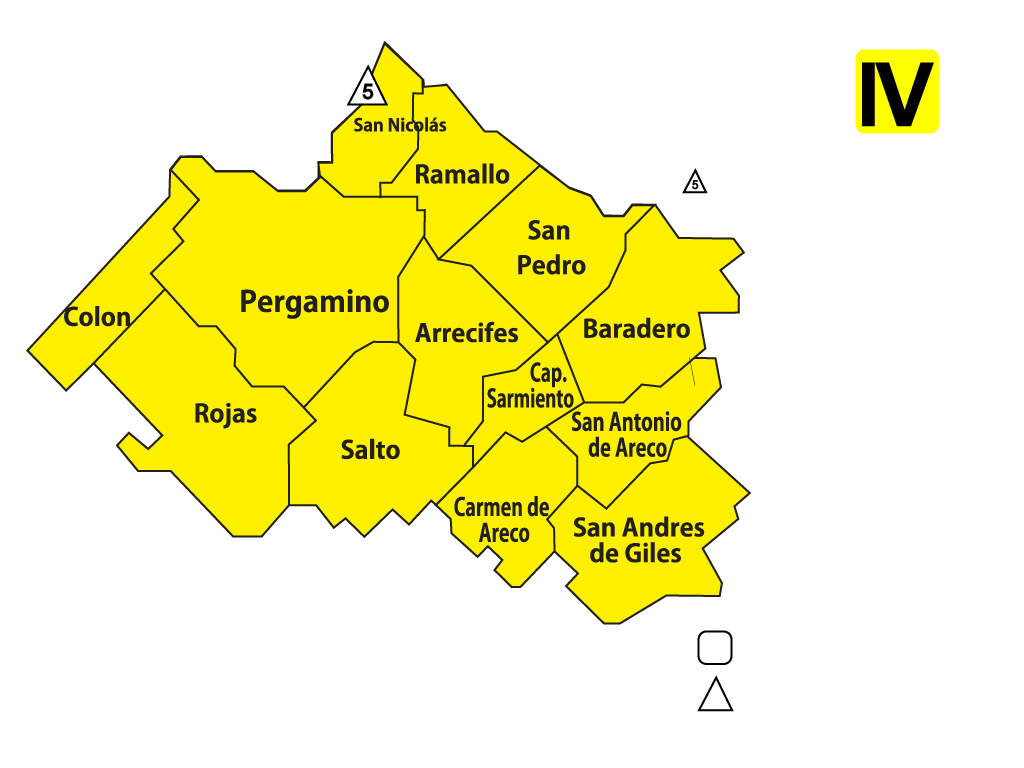 IV
5
San Nicolás
Ramallo
5
San
Pedro
Pergamino
Colon
Arrecifes
Baradero
Cap.
Sarmiento
Rojas
San Antonio
de Areco
Salto
Carmen de
Areco
San Andres
de Giles